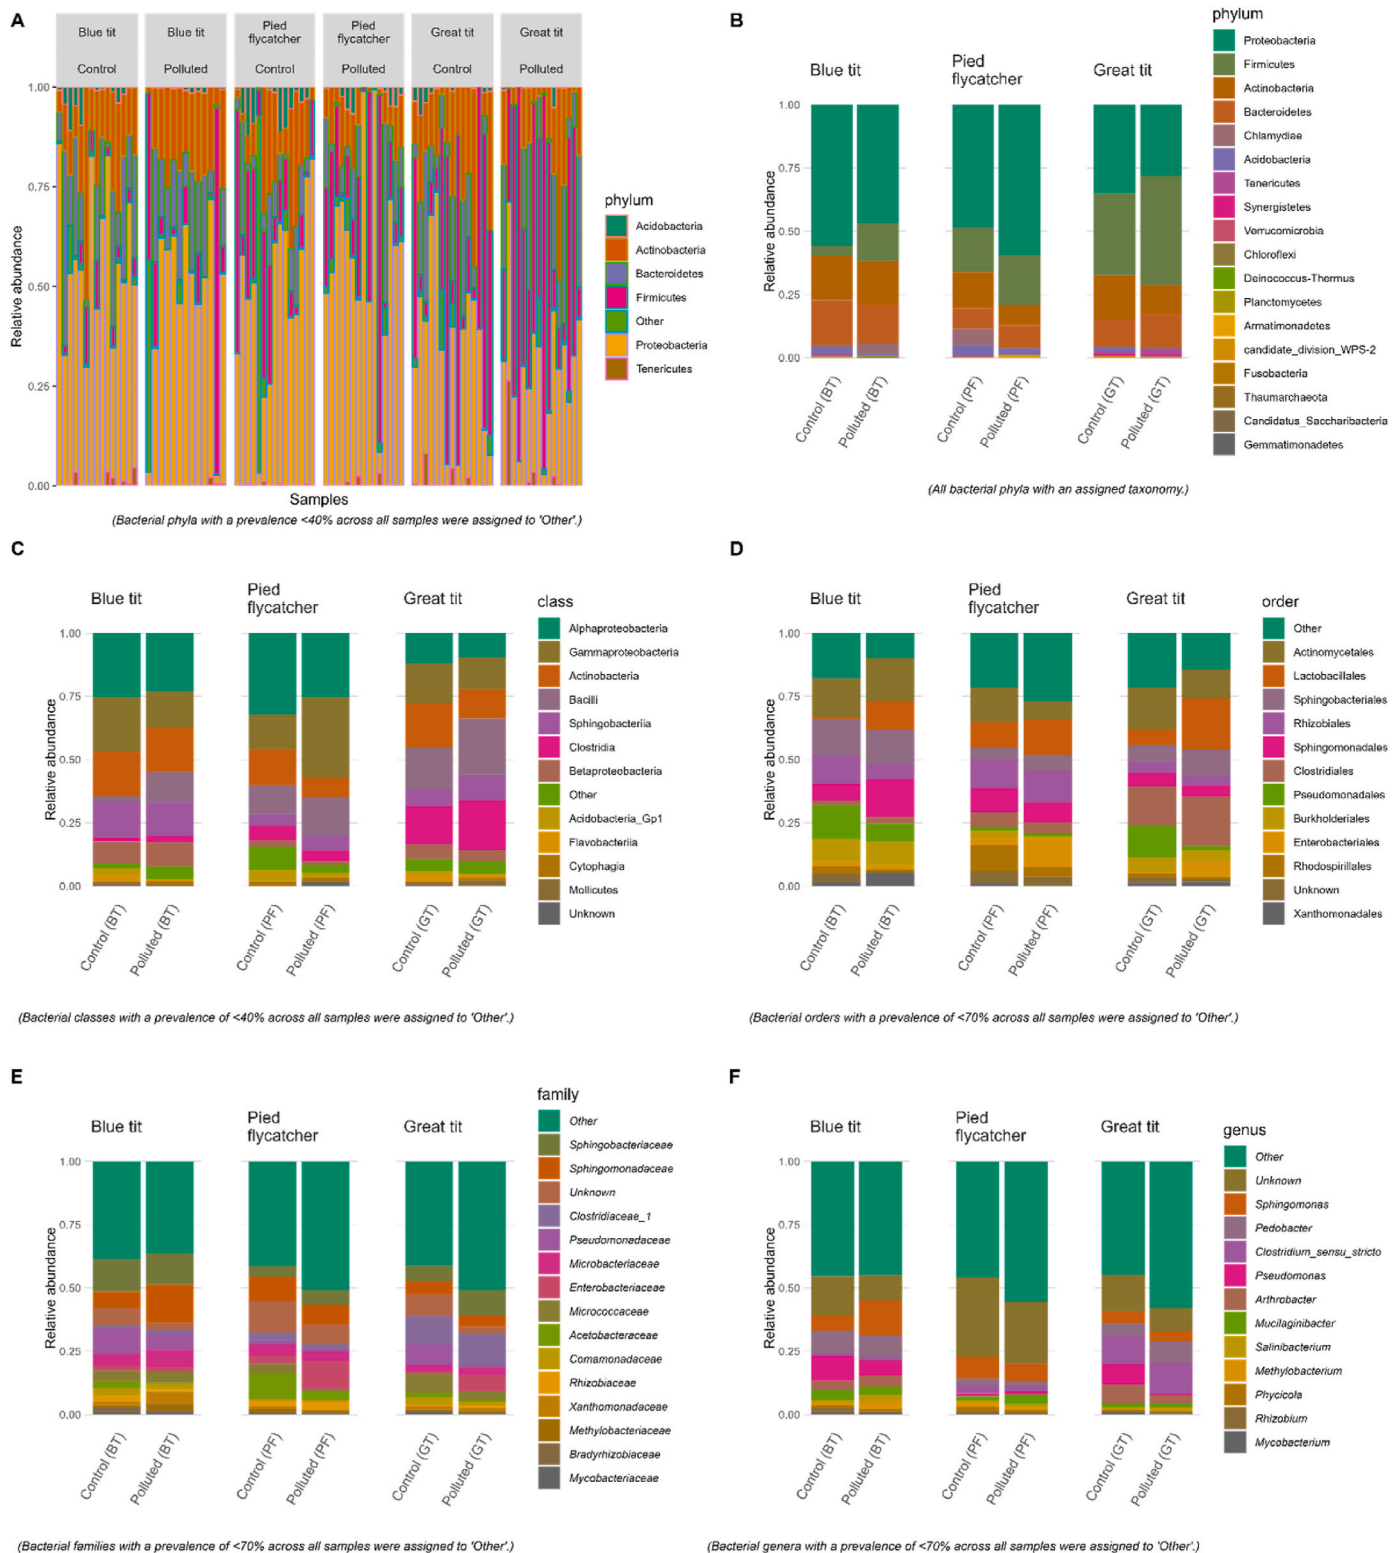 A
Blue tit
Blue tit
Pied
flycatcher
Pied
flycatcher
Great tit
Great tit
Control
Polluted
Control
Polluted
Control
Polluted
1.00
0.75
0.50
0.25
0.00
Relative abundance
Samples
phylum
Acidobacteria
Actinobacteria
Bacteroidetes
Firmicutes
Other
Proteobacteria
Tenericutes
(Bacterial phyla with a prevalence <40% across all samples were assigned to 'Other'.)
B
Blue tit
Pied
flycatcher
Great tit
1.00
0.75
0.50
0.25
0.00
Relative abundance
Control (BT)
Polluted (BT)
Control (PF)
Polluted (PF)
Control (GT)
Polluted (GT)
phylum
Proteobacteria
Firmicutes
Actinobacteria
Bacteroidetes
Chlamydiae
Acidobacteria
Tenericutes
Synergistetes
Verrucomicrobia
Chloroflexi
Deinococcus-Thermus
Planctomycetes
Armatimonadetes
candidate_division_WPS-2
Fusobacteria
Thaumarchaeota
Candidatus_Saccharibacteria
Gemmatimonadetes
(All bacterial phyla with an assigned taxonomy.)
C
Blue tit
Pied
flycatcher
Great tit
1.00
0.75
0.50
0.25
0.00
Relative abundance
Control (BT)
Polluted (BT)
Control (PF)
Polluted (PF)
Control (GT)
Polluted (GT)
class
Alphaproteobacteria
Gammaproteobacteria
Actinobacteria
Bacilli
Sphingobacteriia
Clostridia
Betaproteobacteria
Other
Acidobacteria_Gp1
Flavobacteriia
Cytophagia
Mollicutes
Unknown
(Bacterial classes with a prevalence of <40% across all samples were assigned to 'Other'.)
D
Blue tit
Pied
flycatcher
Great tit
1.00
0.75
0.50
0.25
0.00
Relative abundance
Control (BT)
Polluted (BT)
Control (PF)
Polluted (PF)
Control (GT)
Polluted (GT)
order
Other
Actinomycetales
Lactobacillales
Sphingobacteriales
Rhizobiales
Sphingomonadales
Clostridiales
Pseudomonadales
Burkholderiales
Enterobacteriales
Rhodospirillales
Unknown
Xanthomonadales
(Bacterial orders with a prevalence of <70% across all samples were assigned to 'Other'.)
E
Blue tit
Pied
flycatcher
Great tit
1.00
0.75
0.50
0.25
0.00
Relative abundance
Control (BT)
Polluted (BT)
Control (PF)
Polluted (PF)
Control (GT)
Polluted (GT)
family
Other
Sphingobacteriaceae
Sphingomonadaceae
Unknown
Clostridiaceae_1
Pseudomonadaceae
Microbacteriaceae
Enterobacteriaceae
Micrococcaceae
Acetobacteraceae
Comamonadaceae
Rhizobiaceae
Xanthomonadaceae
Methylobacteriaceae
Bradyrhizobiaceae
Mycobacteriaceae
(Bacterial families with a prevalence of <70% across all samples were assigned to 'Other'.)
F
Blue tit
Pied
flycatcher
Great tit
1.00
0.75
0.50
0.25
0.00
Relative abundance
Control (BT)
Polluted (BT)
Control (PF)
Polluted (PF)
Control (GT)
Polluted (GT)
genus
Other
Unknown
Sphingomonas
Pedobacter
Clostridium_sensu_stricto
Pseudomonas
Arthrobacter
Mucilaginibacter
Salinibacterium
Methylobacterium
Phycicola
Rhizobium
Mycobacterium
(Bacterial genera with a prevalence of <70% across all samples were assigned to 'Other'.)